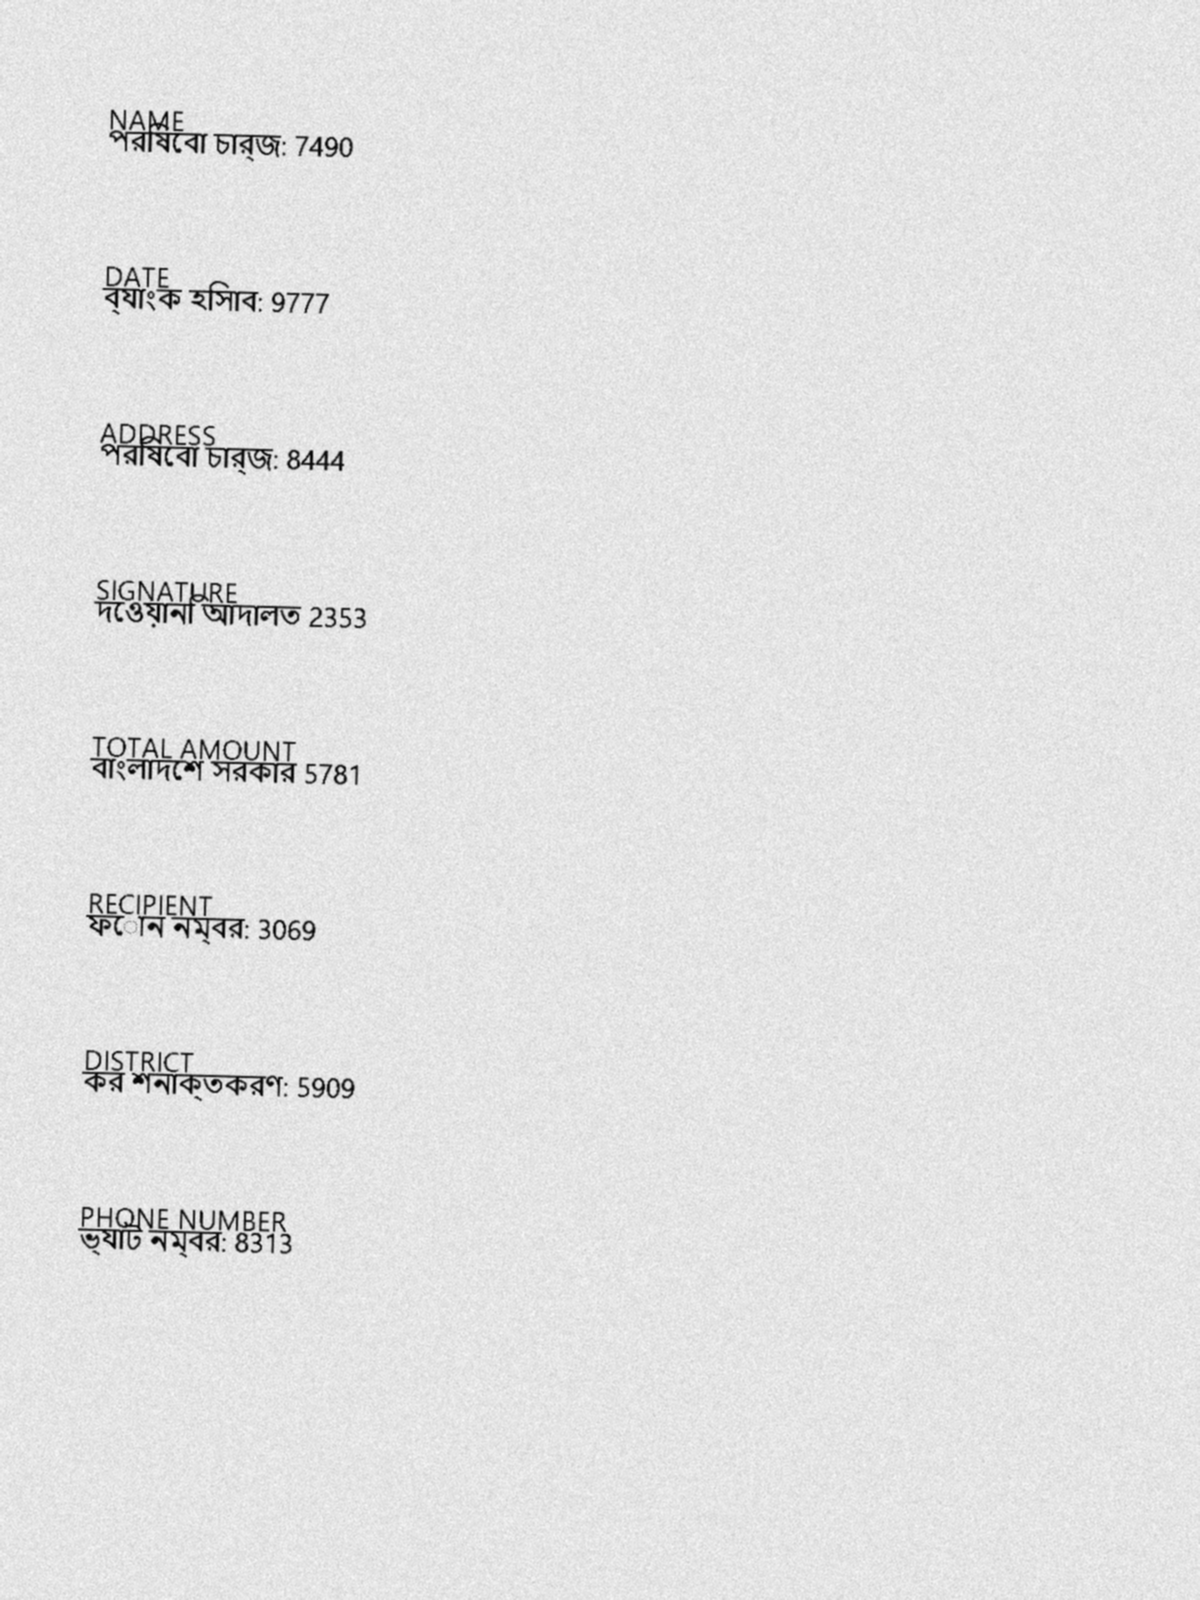 NAME
পরিষেবা চার্জ: 7490
DATE
ব্যাংক হিসাব: 9777
ADDRESS
পরিষেবা চার্জ: 8444
SIGNATURE
দেওয়ানি আদালত 2353
TOTAL AMOUNT
বাংলাদেশ সরকার 5781
RECIPIENT
ফোন নম্বর: 3069
DISTRICT
কর শনাক্তকরণ: 5909
PHONE NUMBER
ভ্যাট নম্বর: 8313